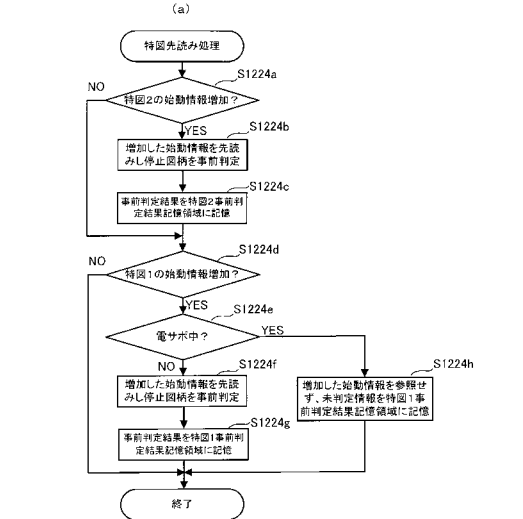 (a)
特図先読み処理
S1224a
NO
特図2の始動情報増加？
YES
S1224b
増加した始動情報を先読
みし停止図柄を事前判定
S1224c
事前判定結果を特図2事前判
定結果記憶領域に記憶
S1224d
NO
特図1の始動情報増加？
YES
S1224e
電サポ中？
YES
NO
S1224f
増加した始動情報を先読
みし停止図柄を事前判定
S1224h
増加した始動情報を参照せ
ず、未判定情報を特図1事
前判定結果記憶領域に記憶
S1224g
事前判定結果を特図1事前判
定結果記憶領域に記憶
終了